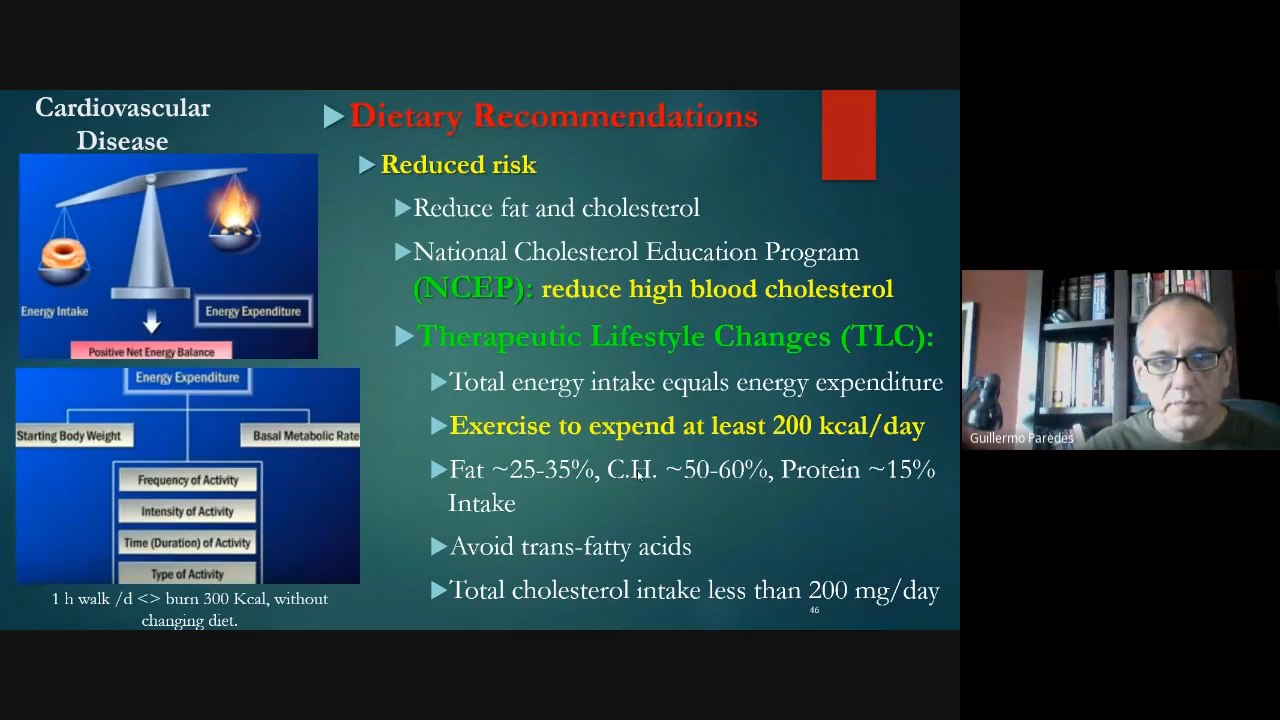 Cardiovascular
Disease
Energy Intake
Energy Expenditure
Positive Net Energy Balance
Energy Expenditure
Starting Body Weight
Basal Metabolic Rate
Frequency of Activity
Intensity of Activity
Time (Duration) of Activity
Type of Activity
1 h walk /d <> burn 300 Kcal, without
changing diet.
Dietary Recommendations
Reduced risk
Reduce fat and cholesterol
National Cholesterol Education Program
(NCEP): reduce high blood cholesterol
Therapeutic Lifestyle Changes (TLC):
Total energy intake equals energy expenditure
Exercise to expend at least 200 kcal/day
Fat ~25-35%, C.H. ~50-60%, Protein ~15%
Intake
Avoid trans-fatty acids
Total cholesterol intake less than 200 mg/day
46
Guillermo Paredes